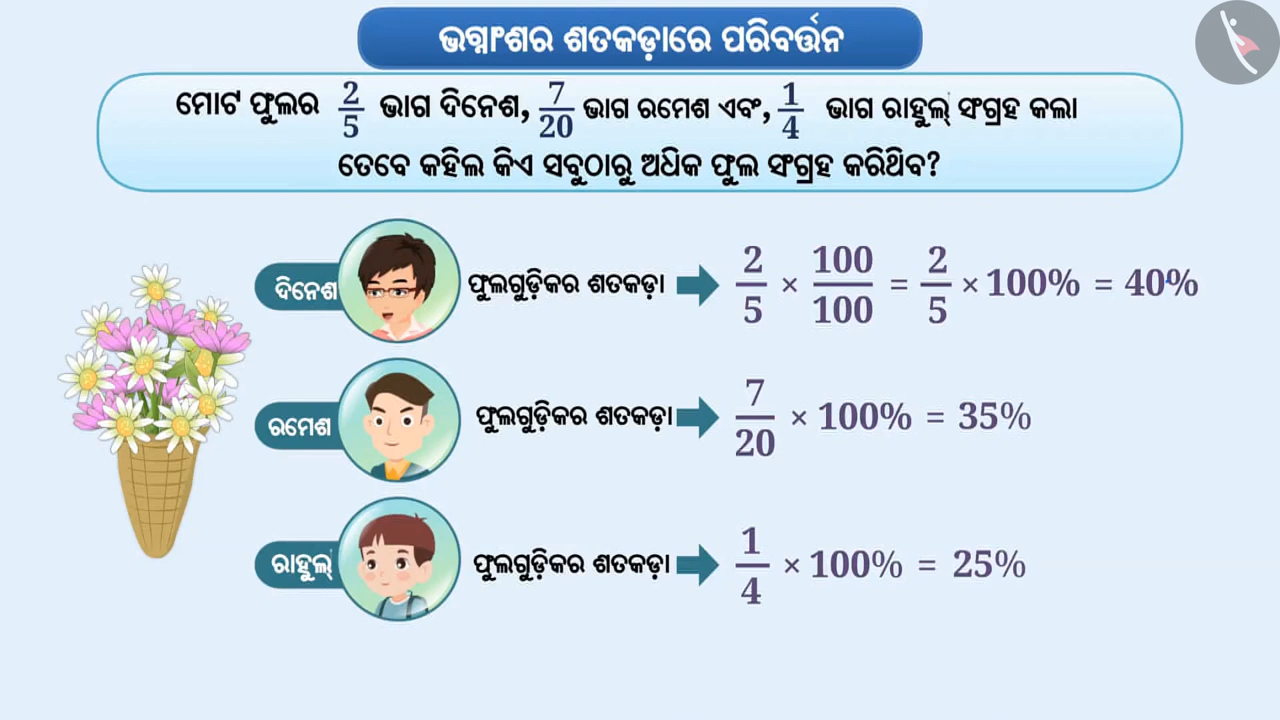 ଭଗ୍ନାଂଶର ଶତକଡ଼ାରେ ପରିବର୍ତ୍ତନ
ମୋଟ ଫୁଲର 2/5 ଭାଗ ଦିନେଶ, 7/20 ଭାଗ ରମେଶ ଏବଂ, 1/4 ଭାଗ ରାହୁଲ୍ ସଂଗ୍ରହ କଲା
ତେବେ କହିଲ କିଏ ସବୁଠାରୁ ଅଧିକ ଫୁଲ ସଂଗ୍ରହ କରିଥିବ?
ଦିନେଶ ଫୁଲଗୁଡ଼ିକର ଶତକଡ଼ା 2/5 × 100/100 = 2/5 × 100% = 40%
ରମେଶ ଫୁଲଗୁଡ଼ିକର ଶତକଡ଼ା 7/20 × 100% = 35%
ରାହୁଲ୍ ଫୁଲଗୁଡ଼ିକର ଶତକଡ଼ା 1/4 × 100% = 25%